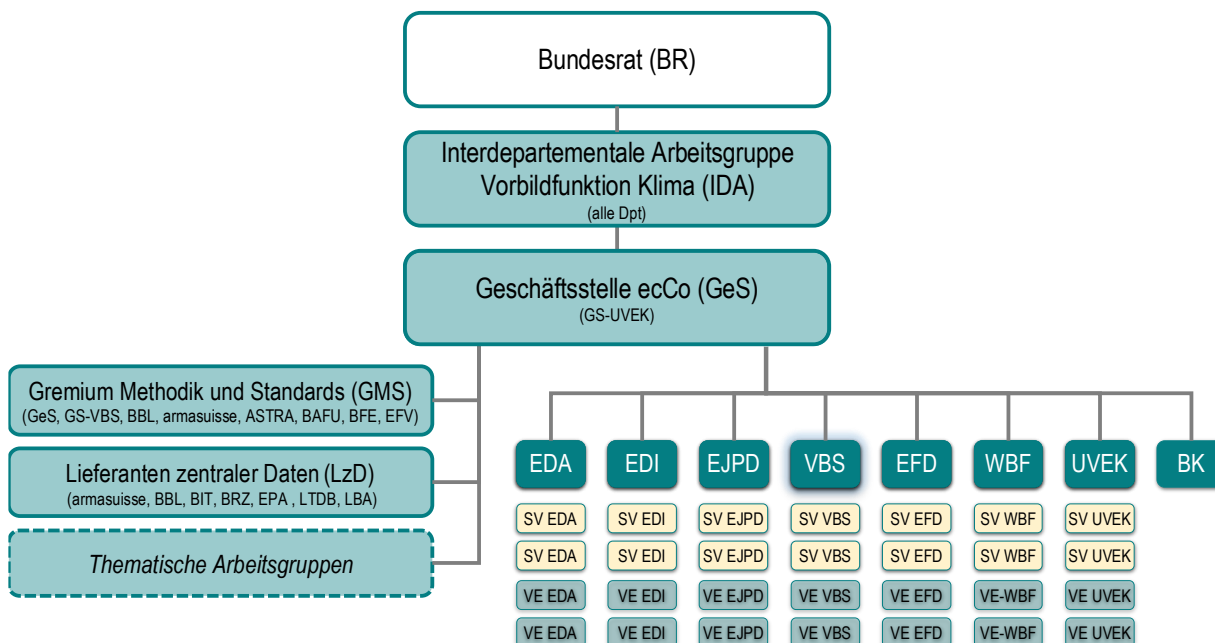 Bundesrat (BR)
Interdepartementale Arbeitsgruppe
Vorbildfunktion Klima (IDA)
(alle Dpt)
Geschäftsstelle ecCo (GeS)
(GS-UVEK)
Gremium Methodik und Standards (GMS)
(GeS, GS-VBS, BBL, armasuisse, ASTRA, BAFU, BFE, EFV)
Lieferanten zentraler Daten (LzD)
(armasuisse, BBL, BIT, BRZ, EPA , LTDB, LBA)
Thematische Arbeitsgruppen
EDA EDI EJPD VBS EFD WBF UVEK BK
SV EDA SV EDI SV EJPD SV VBS SV EFD SV WBF SV UVEK
SV EDA SV EDI SV EJPD SV VBS SV EFD SV WBF SV UVEK
VE EDA VE EDI VE EJPD VE VBS VE EFD VE-WBF VE UVEK
VE EDA VE EDI VE EJPD VE VBS VE EFD VE-WBF VE UVEK